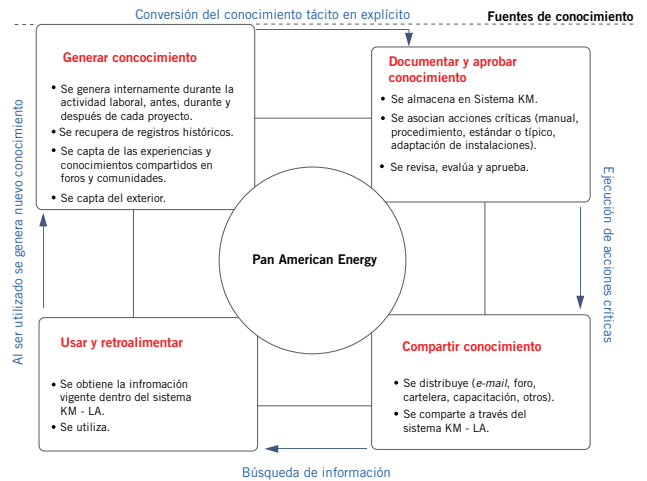 Conversión del conocimiento tácito en explícito
Fuentes de conocimiento
Generar concocimiento
• Se genera internamente durante la
actividad laboral, antes, durante y
después de cada proyecto.
• Se recupera de registros históricos.
• Se capta de las experiencias y
conocimientos compartidos en
foros y comunidades.
• Se capta del exterior.
Documentar y aprobar
conocimiento
• Se almacena en Sistema KM.
• Se asocian acciones críticas (manual,
procedimiento, estándar o típico,
adaptación de instalaciones).
• Se revisa, evalúa y aprueba.
Al ser utilizado se genera nuevo conocimiento
Pan American Energy
Ejecución de acciones críticas
Usar y retroalimentar
• Se obtiene la infromación
vigente dentro del sistema
KM - LA.
• Se utiliza.
Compartir conocimiento
• Se distribuye (e-mail, foro,
cartelera, capacitación, otros).
• Se comparte a través del
sistema KM - LA.
Búsqueda de información